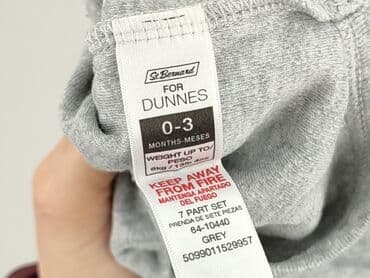 St. Bernard
FOR
DUNNES
0-3
MONTHS-MESES
WEIGHT UP TO/
PESO
KEEP AWAY
FROM FIRE
MANTENGA APARTADO
DEL FUEGO
7 PART SET
PRENDA DE SIETE PIEZAS
64-10440
GREY
5099011529957